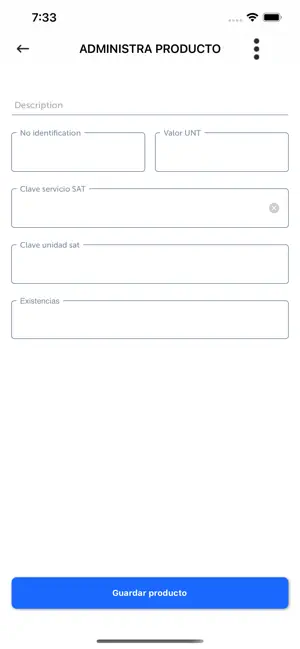 7:33
ADMINISTRA PRODUCTO
Description
No identification
Valor UNT
Clave servicio SAT
Clave unidad sat
Existencias
Guardar producto